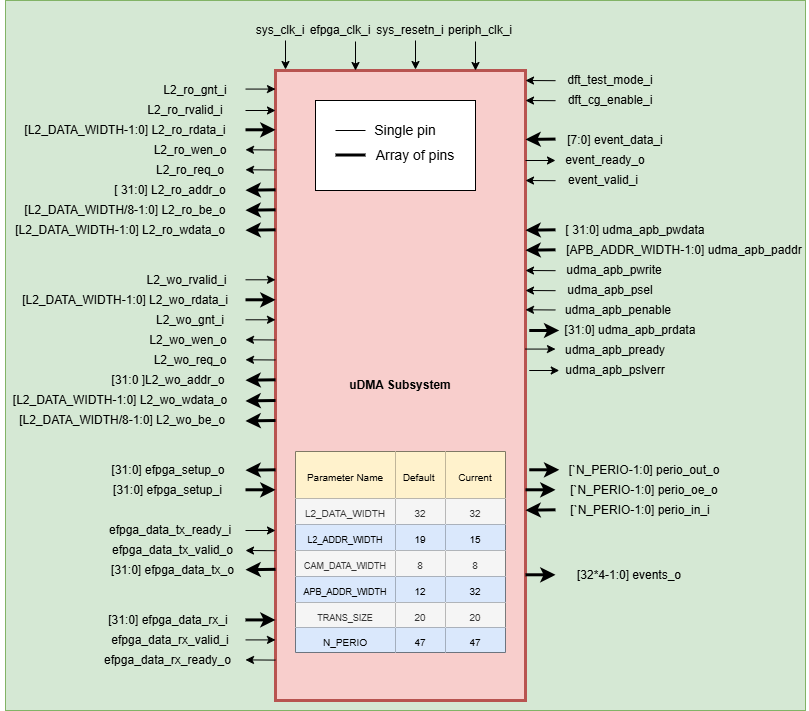 sys_clk_i efpga_clk_i sys_resetn_i periph_clk_i
L2_ro_gnt_i
L2_ro_rvalid_i
[L2_DATA_WIDTH-1:0] L2_ro_rdata_i
L2_ro_wen_o
L2_ro_req_o
[ 31:0] L2_ro_addr_o
[L2_DATA_WIDTH/8-1:0] L2_ro_be_o
[L2_DATA_WIDTH-1:0] L2_ro_wdata_o
L2_wo_rvalid_i
[L2_DATA_WIDTH-1:0] L2_wo_rdata_i
L2_wo_gnt_i
L2_wo_wen_o
L2_wo_req_o
[31:0 ]L2_wo_addr_o
[L2_DATA_WIDTH-1:0] L2_wo_wdata_o
[L2_DATA_WIDTH/8-1:0] L2_wo_be_o
[31:0] efpga_setup_o
[31:0] efpga_setup_i
efpga_data_tx_ready_i
efpga_data_tx_valid_o
[31:0] efpga_data_tx_o
[31:0] efpga_data_rx_i
efpga_data_rx_valid_i
efpga_data_rx_ready_o
Single pin
Array of pins
uDMA Subsystem
Parameter Name Default Current
L2_DATA_WIDTH 32 32
L2_ADDR_WIDTH 19 15
CAM_DATA_WIDTH 8 8
APB_ADDR_WIDTH 12 32
TRANS_SIZE 20 20
N_PERIO 47 47
dft_test_mode_i
dft_cg_enable_i
[7:0] event_data_i
event_ready_o
event_valid_i
[ 31:0] udma_apb_pwdata
[APB_ADDR_WIDTH-1:0] udma_apb_paddr
udma_apb_pwrite
udma_apb_psel
udma_apb_penable
[31:0] udma_apb_prdata
udma_apb_pready
udma_apb_pslverr
[`N_PERIO-1:0) perio_out_o
[`N_PERIO-1:0] perio_oe_o
[`N_PERIO-1:0] perio_in_i
[32*4-1:0] events_o